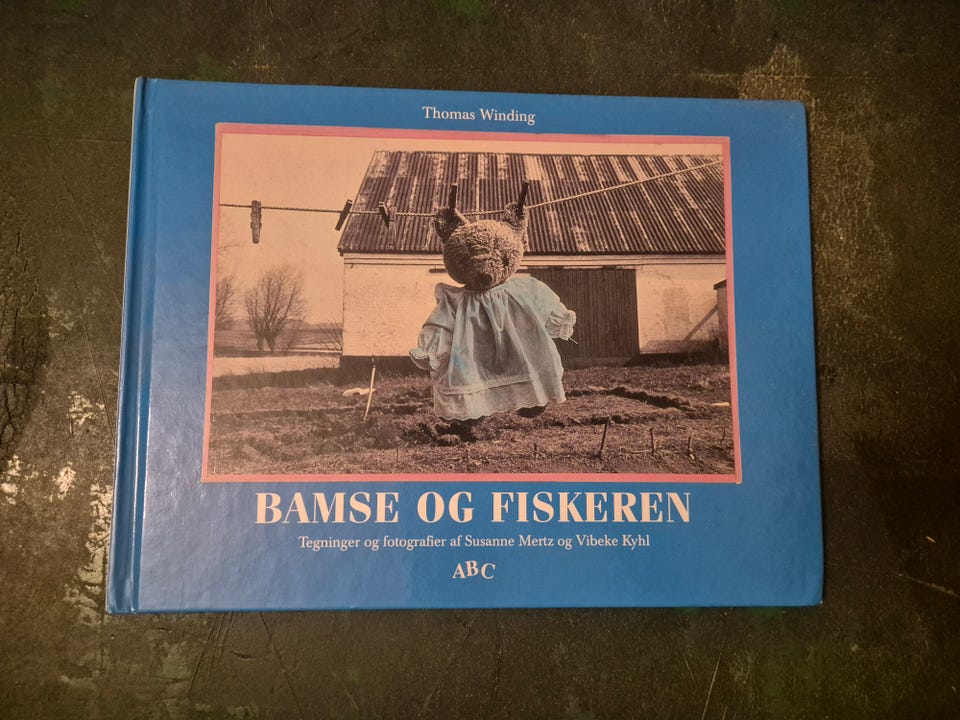 Thomas Winding
BAMSE OG FISKEREN
Tegninger og fotografier af Susanne Mertz og Vibeke Kyhl
ABC